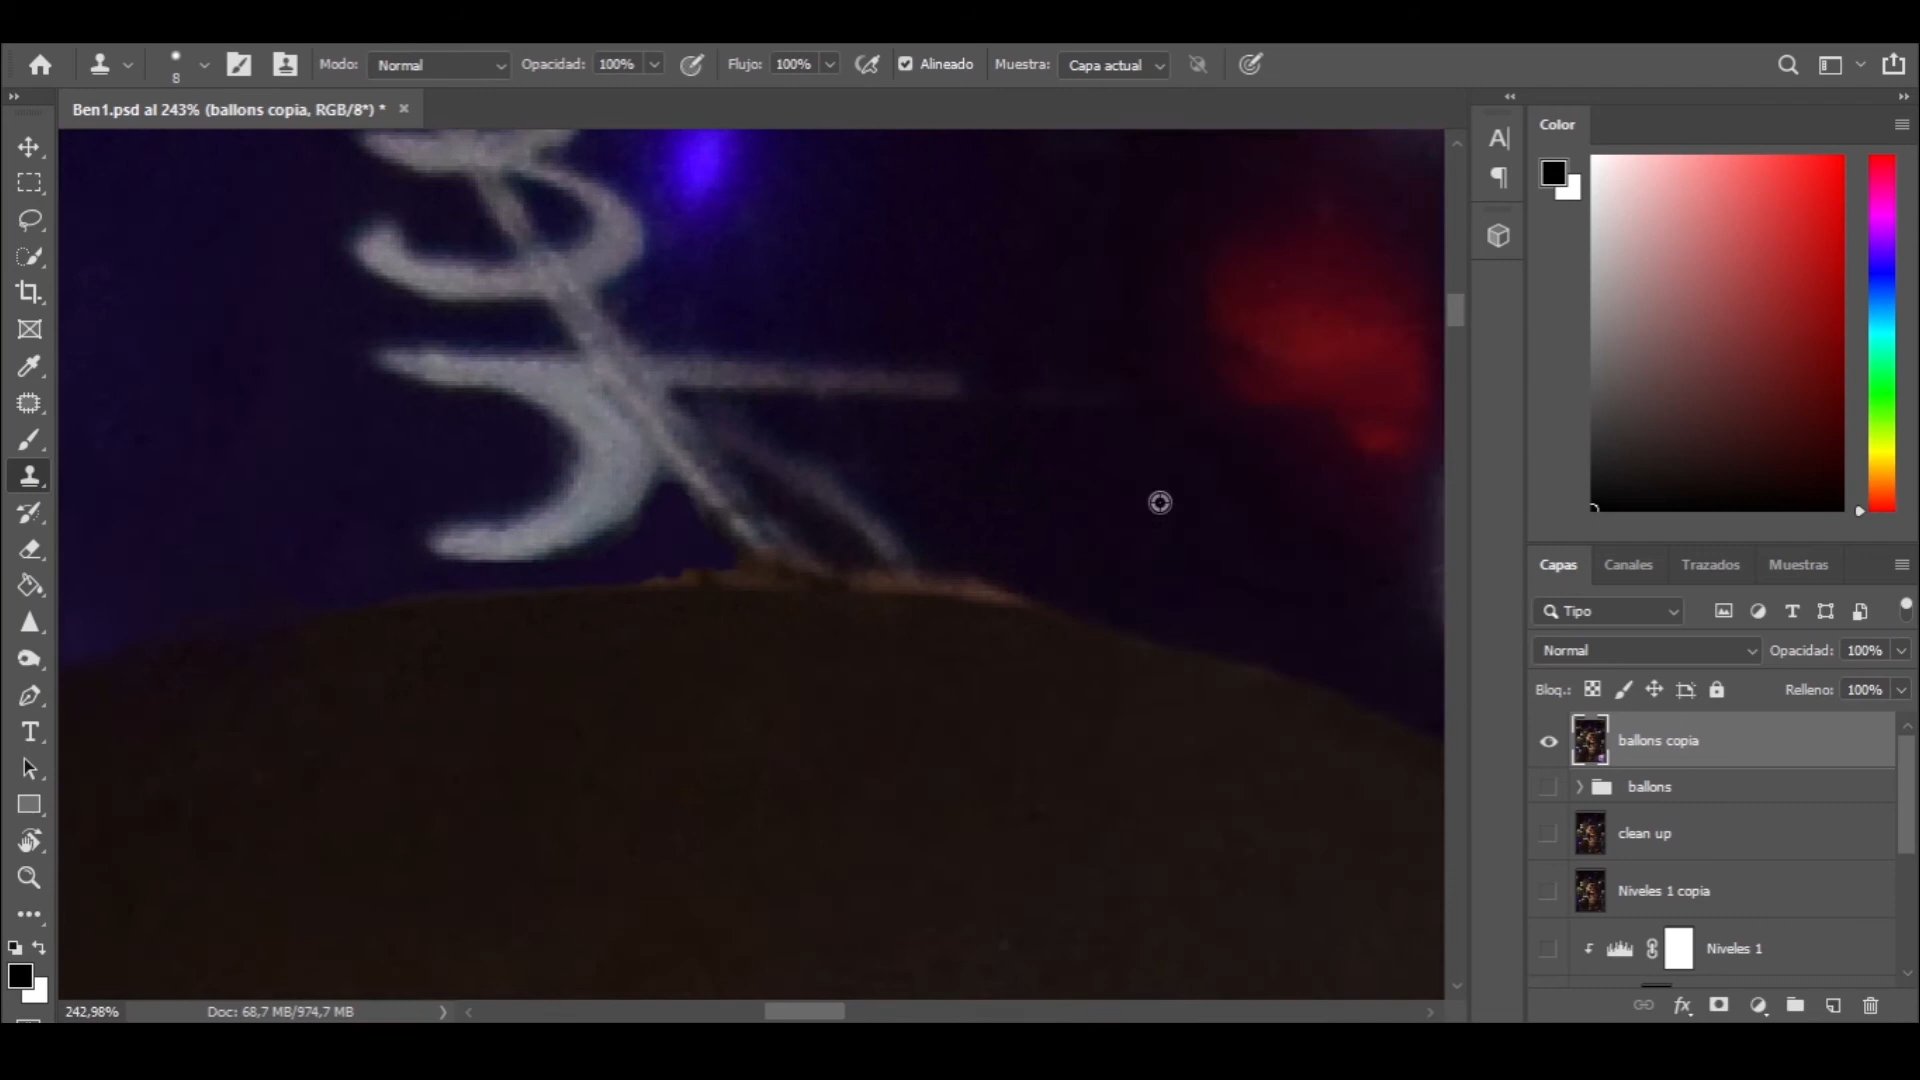 8
Modo: Normal Opacidad: 100% Flujo: 100% Alineado Muestra: Capa actual
Ben1.psd al 243% (ballons copia, RGB/8*) * ×
Color
Capas Canales Trazados Muestras
Tipo
Normal Opacidad: 100%
Bloq.: Relleno: 100%
ballons copia
ballons
clean up
Niveles 1 copia
Niveles 1
fx
242,98% Doc: 68,7 MB/974,7 MB